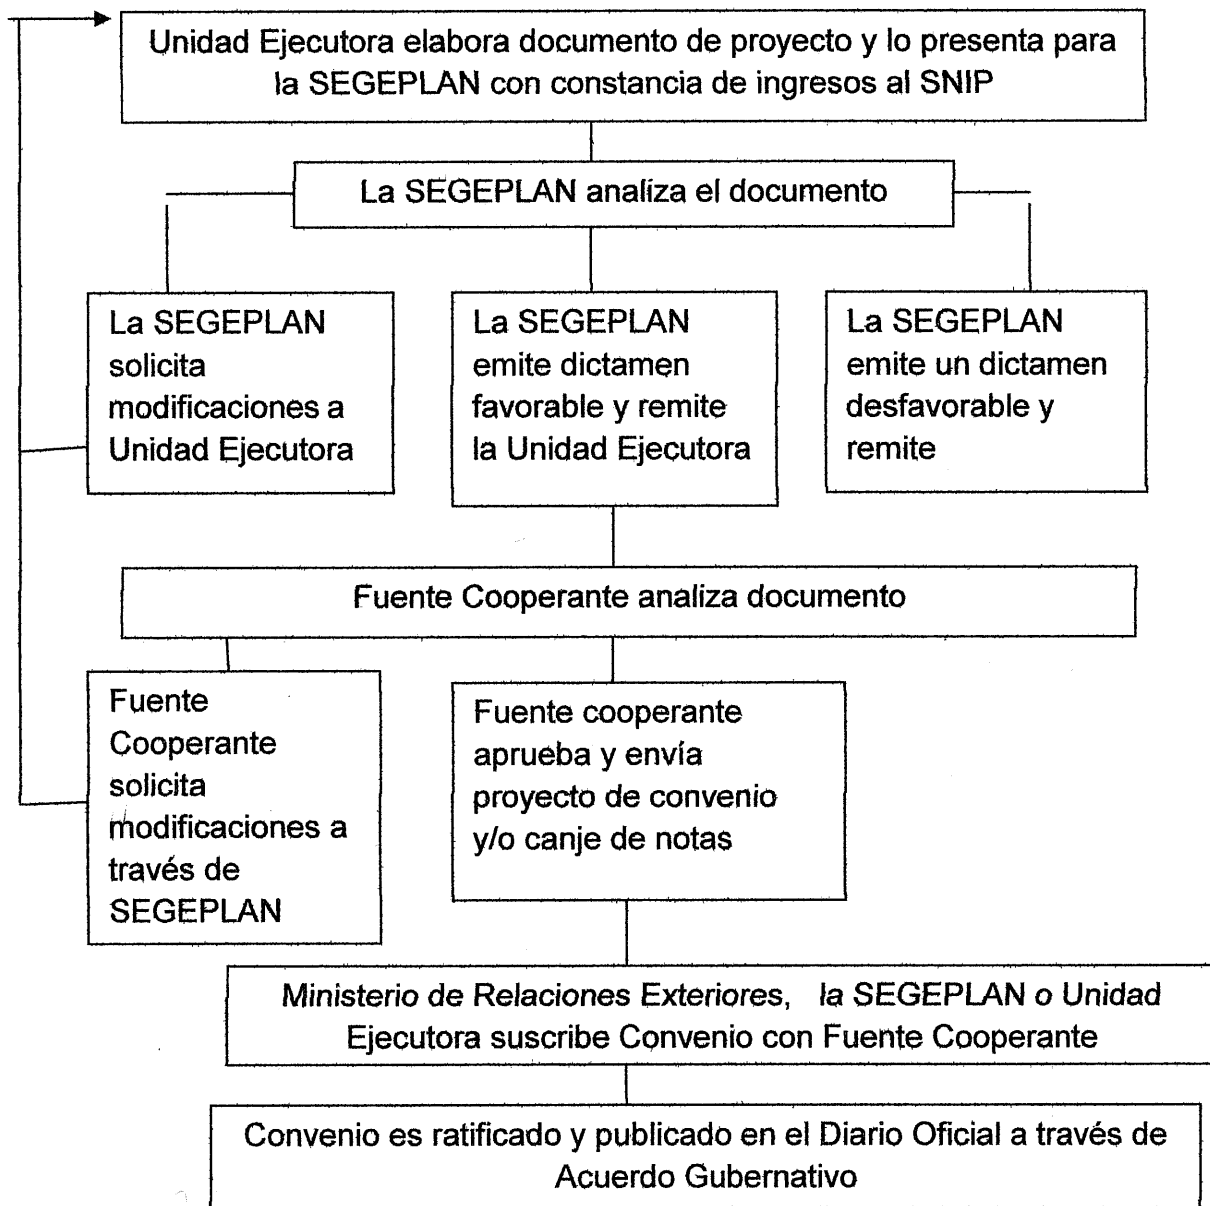 Unidad Ejecutora elabora documento de proyecto y lo presenta para
la SEGEPLAN con constancia de ingresos al SNIP
La SEGEPLAN analiza el documento
La SEGEPLAN
solicita
modificaciones a
Unidad Ejecutora
La SEGEPLAN
emite dictamen
favorable y remite
la Unidad Ejecutora
La SEGEPLAN
emite un dictamen
desfavorable y
remite
Fuente Cooperante analiza documento
Fuente
Cooperante
solicita
modificaciones a
través de
SEGEPLAN
Fuente cooperante
aprueba y envía
proyecto de convenio
y/o canje de notas
Ministerio de Relaciones Exteriores, la SEGEPLAN o Unidad
Ejecutora suscribe Convenio con Fuente Cooperante
Convenio es ratificado y publicado en el Diario Oficial a través de
Acuerdo Gubernativo